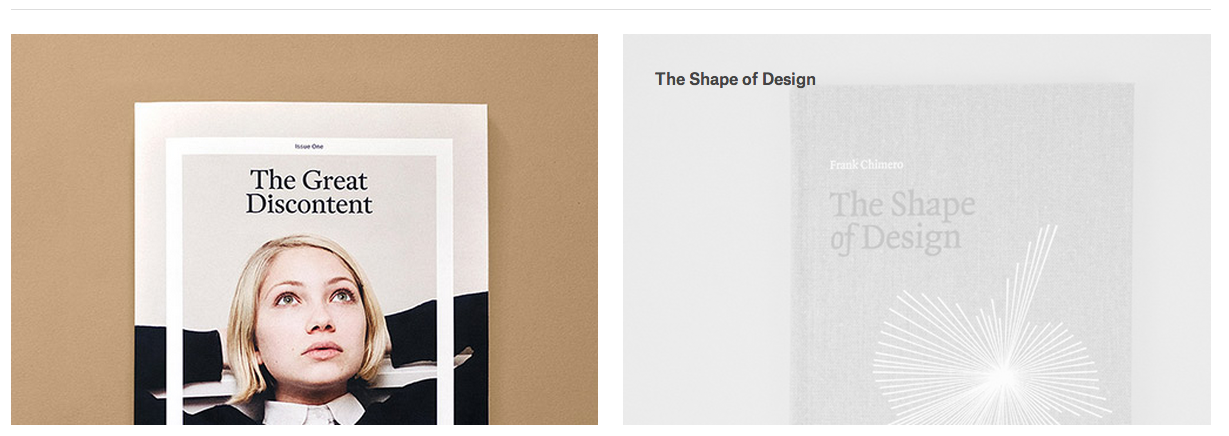 Issue One
The Great
Discontent
The Shape of Design
Frank Chimero
The Shape
of Design